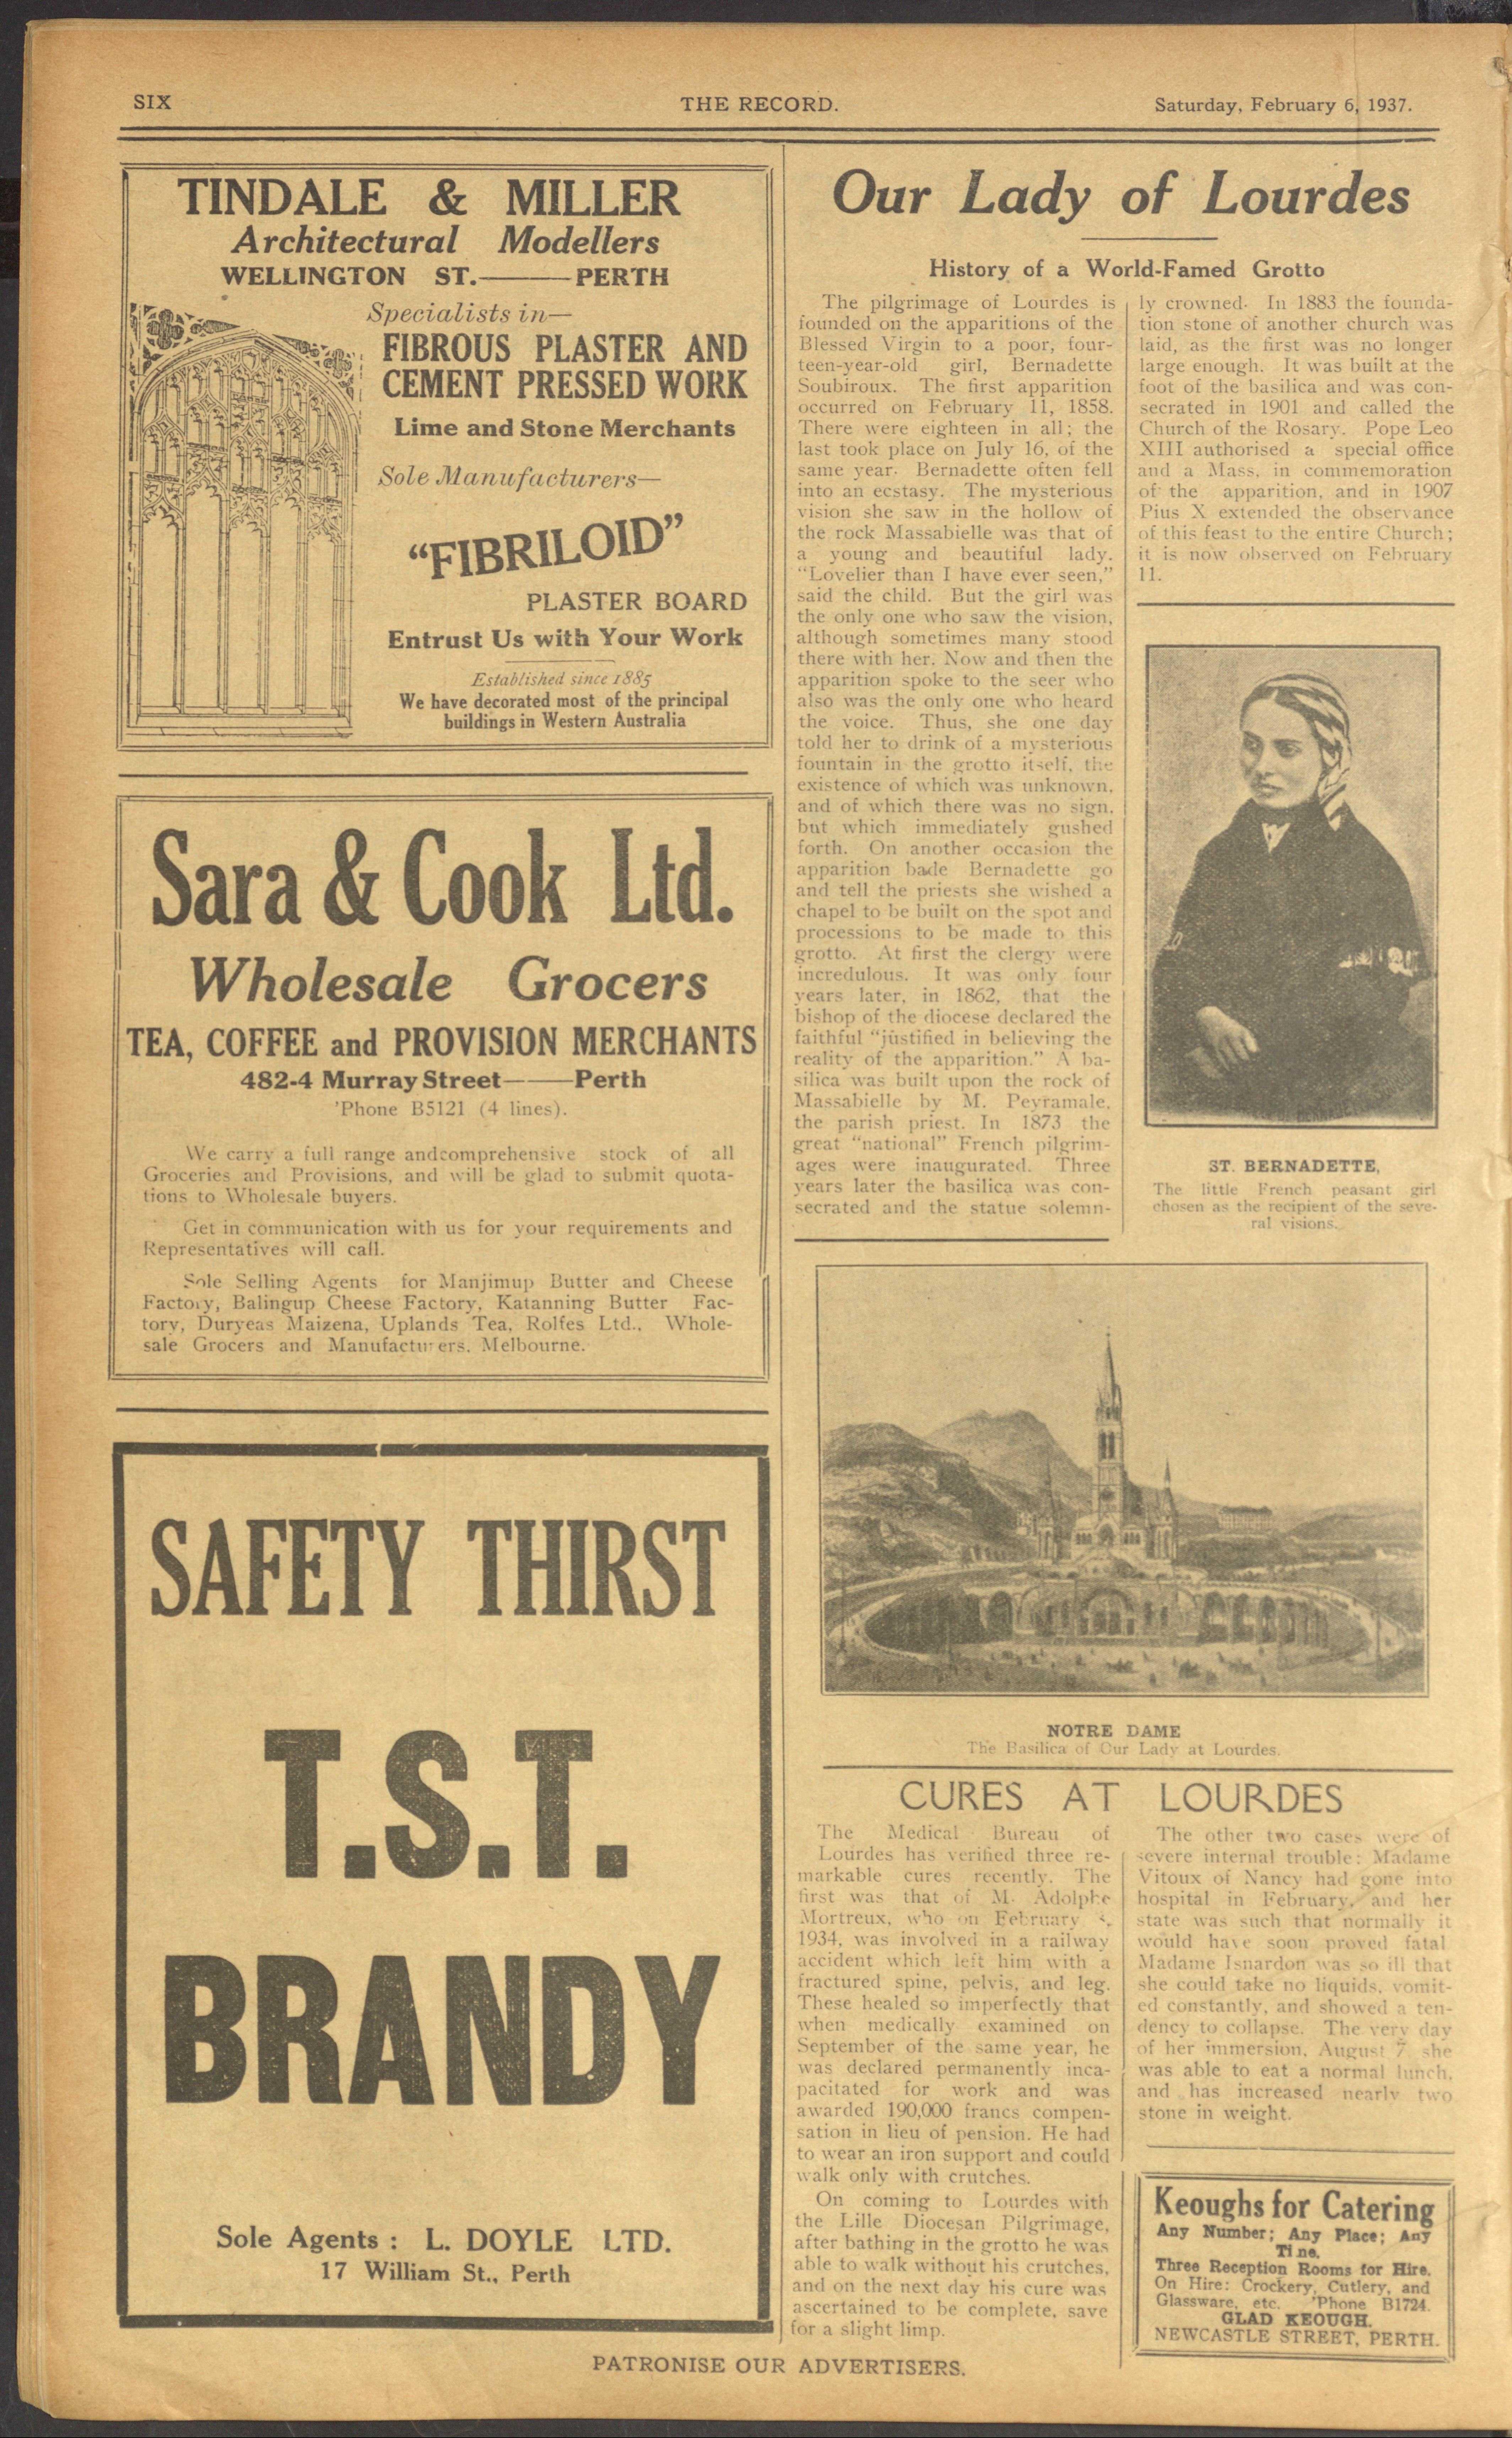 SIX
THE RECORD.
Saturday, February 6, 1937.
TINDALE & MILLER
Architectural Modellers
WELLINGTON ST.———PERTH
Specialists in—
FIBROUS PLASTER AND
CEMENT PRESSED WORK
Lime and Stone Merchants
Sole Manufacturers—
"FIBRILOID"
PLASTER BOARD
Entrust Us with Your Work
Established since 1885
We have decorated most of the principal
buildings in Western Australia
Sara & Cook Ltd.
Wholesale Grocers
TEA, COFFEE and PROVISION MERCHANTS
482-4 Murray Street———Perth
'Phone B5121 (4 lines).
We carry a full range andcomprehensive stock of all
Groceries and Provisions, and will be glad to submit quota-
tions to Wholesale buyers.
Get in communication with us for your requirements and
Representatives will call.
Sole Selling Agents for Manjimup Butter and Cheese
Factory, Balingup Cheese Factory, Katanning Butter Fac-
tory, Duryeas Maizena, Uplands Tea, Rolfes Ltd., Whole-
sale Grocers and Manufacturers, Melbourne.
SAFETY THIRST
T.S.T.
BRANDY
Sole Agents : L. DOYLE LTD.
17 William St., Perth
Our Lady of Lourdes
History of a World-Famed Grotto
The pilgrimage of Lourdes is
founded on the apparitions of the
Blessed Virgin to a poor, four-
teen-year-old girl, Bernadette
Soubiroux. The first apparition
occurred on February 11, 1858.
There were eighteen in all; the
last took place on July 16, of the
same year. Bernadette often fell
into an ecstasy. The mysterious
vision she saw in the hollow of
the rock Massabielle was that of
a young and beautiful lady.
"Lovelier than I have ever seen,"
said the child. But the girl was
the only one who saw the vision,
although sometimes many stood
there with her. Now and then the
apparition spoke to the seer who
also was the only one who heard
the voice. Thus, she one day
told her to drink of a mysterious
fountain in the grotto itself, the
existence of which was unknown,
and of which there was no sign,
but which immediately gushed
forth. On another occasion the
apparition bade Bernadette go
and tell the priests she wished a
chapel to be built on the spot and
processions to be made to this
grotto. At first the clergy were
incredulous. It was only four
years later, in 1862, that the
bishop of the diocese declared the
faithful "justified in believing the
reality of the apparition." A ba-
silica was built upon the rock of
Massabielle by M. Peyramale,
the parish priest. In 1873 the
great "national" French pilgrim-
ages were inaugurated. Three
years later the basilica was con-
secrated and the statue solemn-
ly crowned. In 1883 the founda-
tion stone of another church was
laid, as the first was no longer
large enough. It was built at the
foot of the basilica and was con-
secrated in 1901 and called the
Church of the Rosary. Pope Leo
XIII authorised a special office
and a Mass, in commemoration
of the apparition, and in 1907
Pius X extended the observance
of this feast to the entire Church;
it is now observed on February
11.
ST. BERNADETTE,
The little French peasant girl
chosen as the recipient of the seve-
ral visions.
NOTRE DAME
The Basilica of Our Lady at Lourdes.
CURES AT LOURDES
The Medical Bureau of
Lourdes has verified three re-
markable cures recently. The
first was that of M. Adolphe
Mortreux, who on February
1934, was involved in a railway
accident which left him with a
fractured spine, pelvis, and leg.
These healed so imperfectly that
when medically examined on
September of the same year, he
was declared permanently inca-
pacitated for work and was
awarded 190,000 francs compen-
sation in lieu of pension. He had
to wear an iron support and could
walk only with crutches.
On coming to Lourdes with
the Lille Diocesan Pilgrimage,
after bathing in the grotto he was
able to walk without his crutches,
and on the next day his cure was
ascertained to be complete, save
for a slight limp.
The other two cases were of
severe internal trouble: Madame
Vitoux of Nancy had gone into
hospital in February, and her
state was such that normally it
would have soon proved fatal
Madame Isnardon was so ill that
she could take no liquids, vomit-
ed constantly, and showed a ten-
dency to collapse. The very day
of her immersion, August 7, she
was able to eat a normal lunch,
and has increased nearly two
stone in weight.
Keoughs for Catering
Any Number; Any Place; Any
Time.
Three Reception Rooms for Hire.
On Hire: Crockery, Cutlery, and
Glassware, etc. 'Phone B1724.
GLAD KEOUGH.
NEWCASTLE STREET, PERTH.
PATRONISE OUR ADVERTISERS.